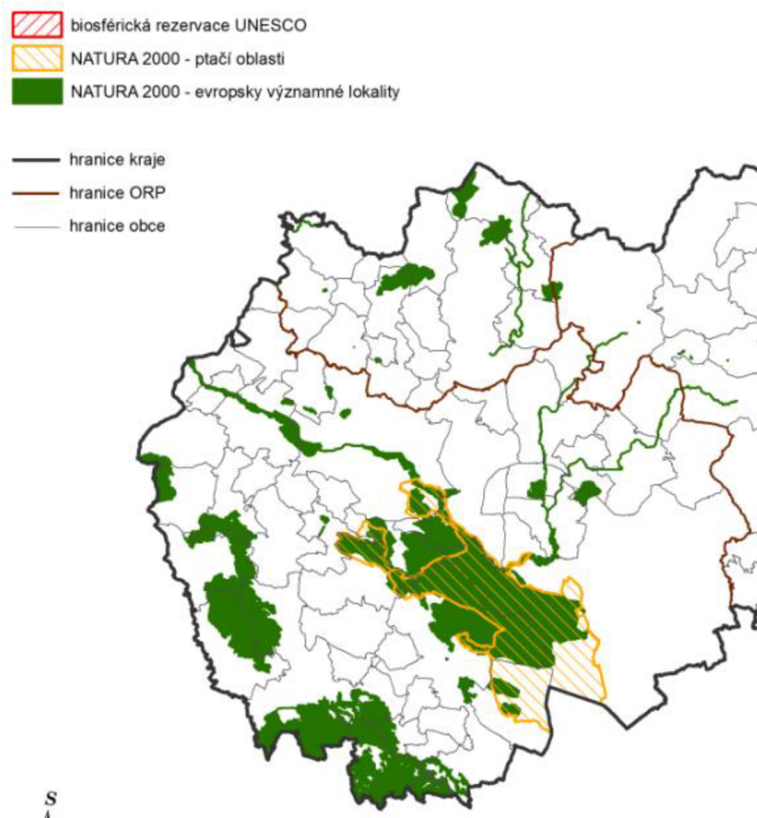 biosférická rezervace UNESCO
NATURA 2000 - ptačí oblasti
NATURA 2000 - evropsky významné lokality
hranice kraje
hranice ORP
hranice obce
S